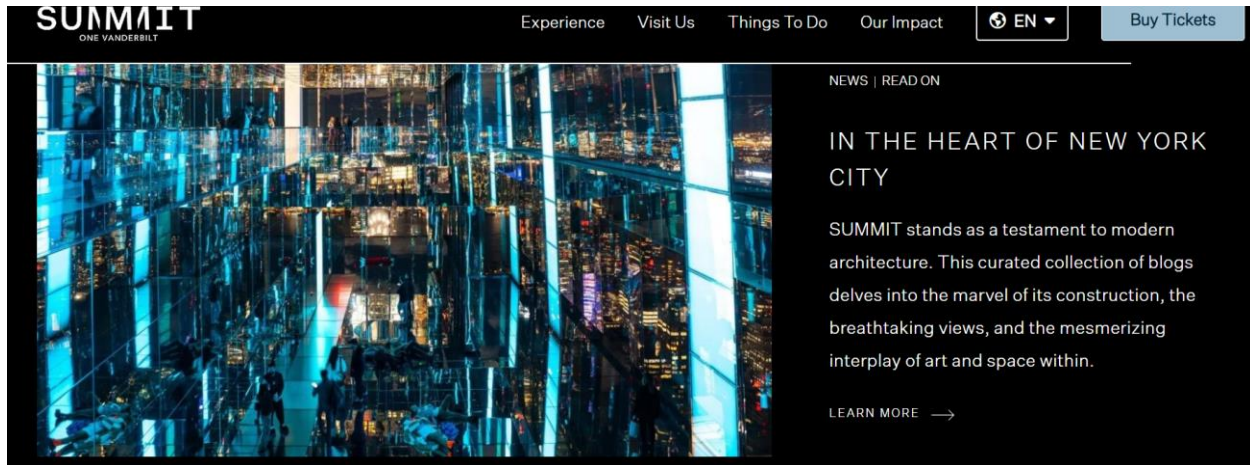 SUMMIT
ONE VANDERBILT
Experience Visit Us Things To Do Our Impact EN Buy Tickets
NEWS | READ ON
IN THE HEART OF NEW YORK
CITY
SUMMIT stands as a testament to modern
architecture. This curated collection of blogs
delves into the marvel of its construction, the
breathtaking views, and the mesmerizing
interplay of art and space within.
LEARN MORE